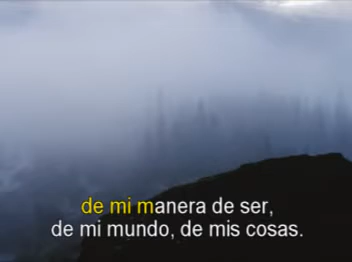 de mi manera de ser,
de mi mundo, de mis cosas.